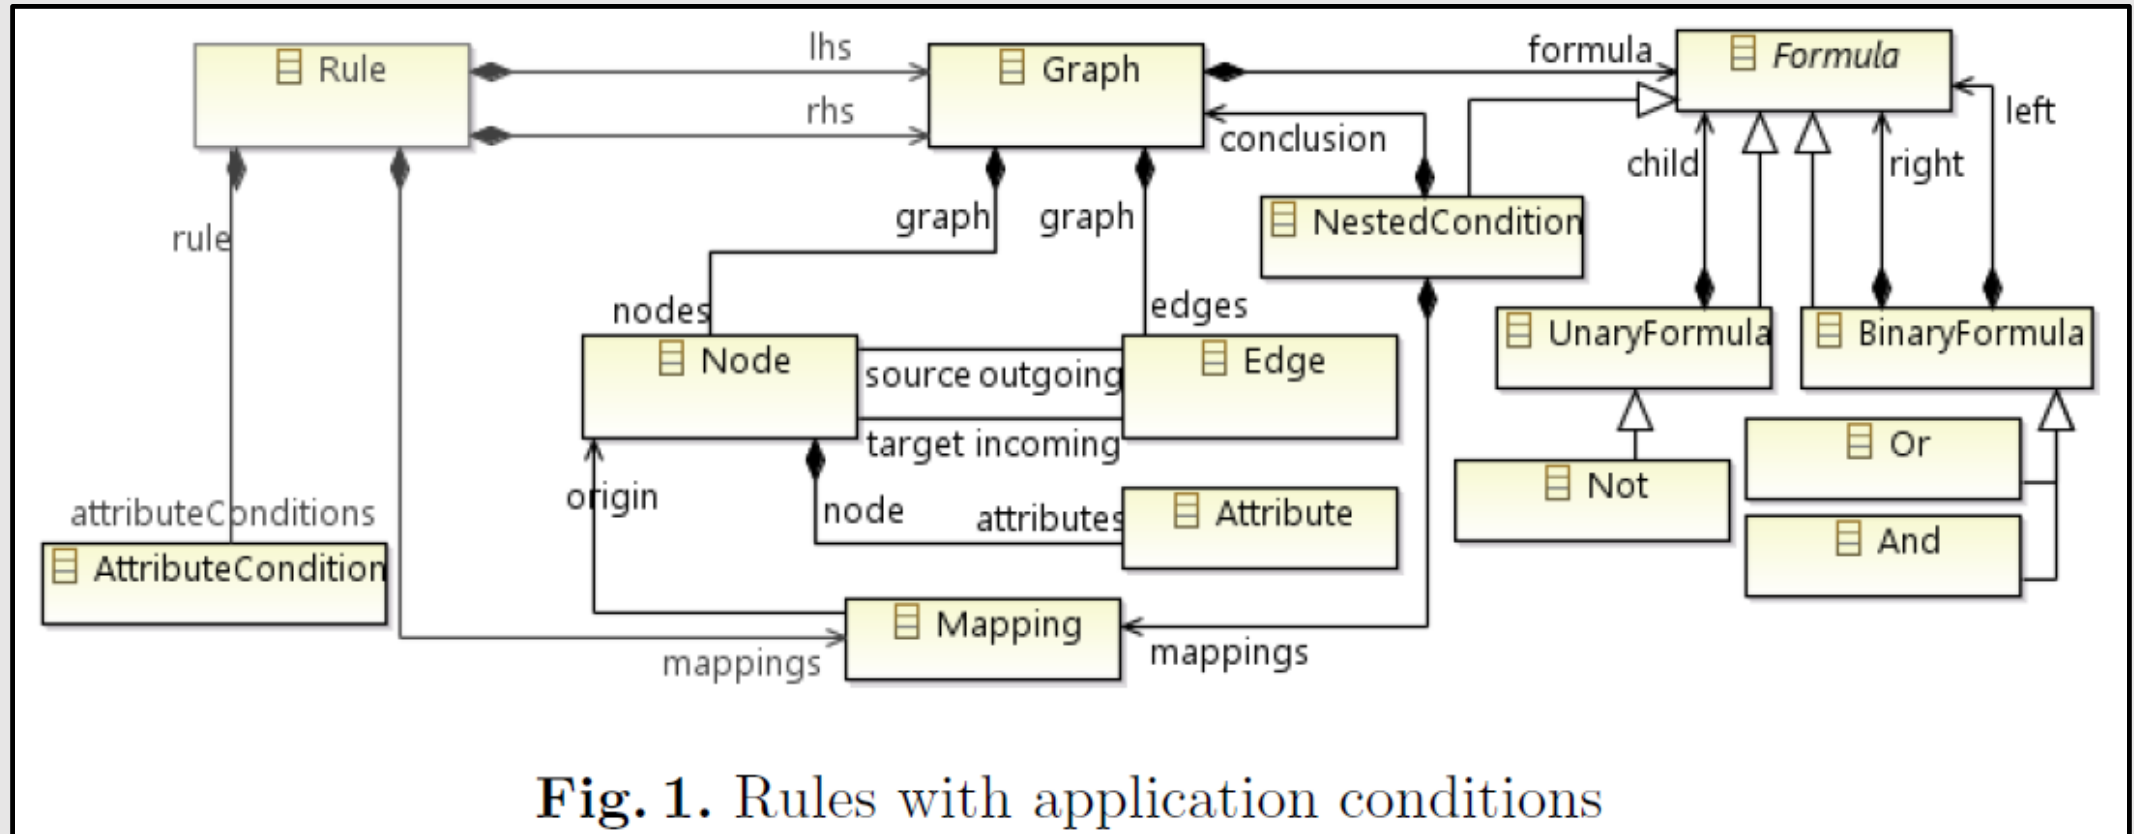 lhs
formula
Rule
Graph
Formula
rhs
left
conclusion
child
right
graph
graph
NestedCondition
rule
nodes
edges
UnaryFormula
BinaryFormula
Node
Edge
source outgoing
target incoming
Or
origin
node
attributes
Attribute
Not
attributeConditions
And
AttributeCondition
Mapping
mappings
mappings
Fig. 1. Rules with application conditions